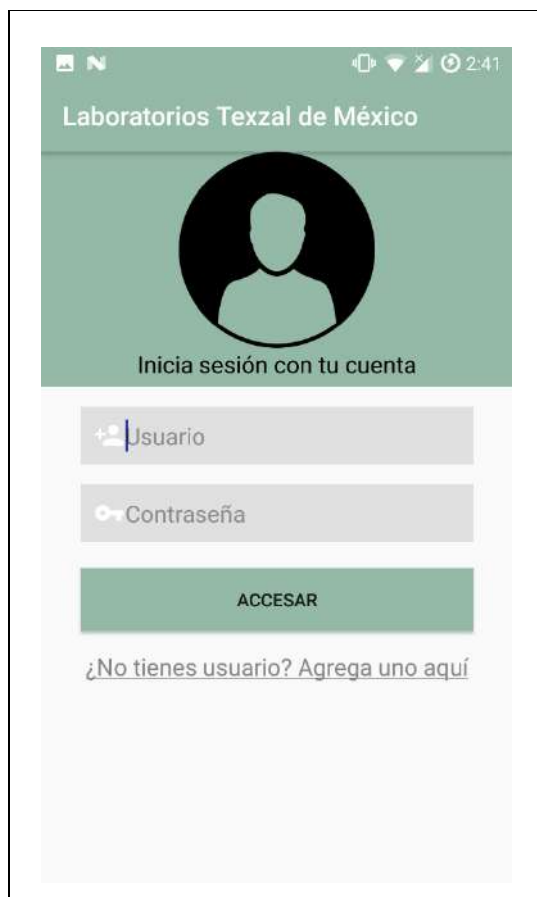 2:41
Laboratorios Texzal de México
Inicia sesión con tu cuenta
Usuario
Contraseña
ACCESAR
¿No tienes usuario? Agrega uno aquí